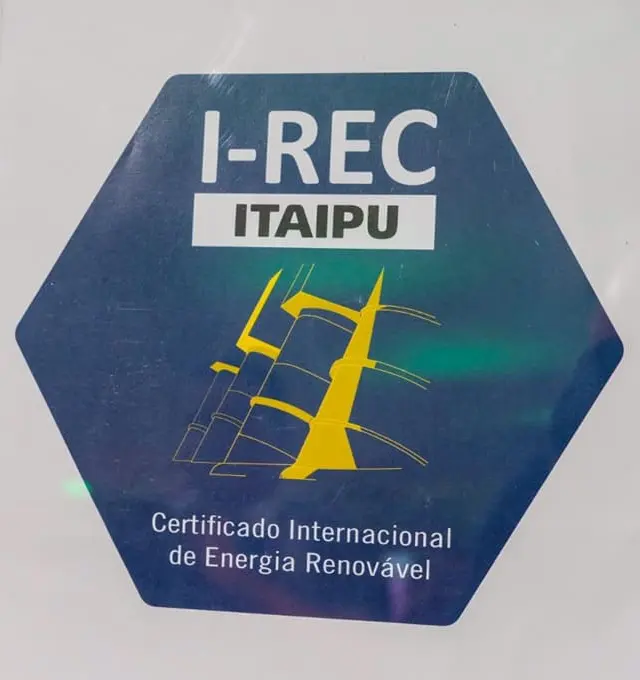 I-REC
ITAIPU
Certificado Internacional
de Energia Renovável